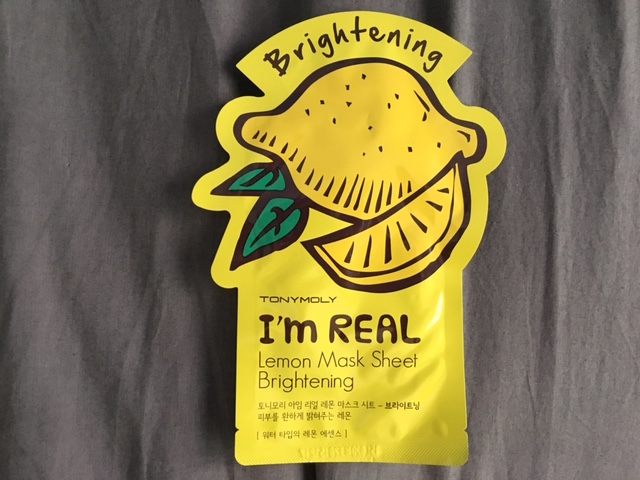 Brightening
TONYMOLY
I'm REAL
Lemon Mask Sheet
Brightening
토니모리 아임 리얼 레몬 마스크 시트 – 브라이트닝
피부를 환하게 밝혀주는 레몬
[ 워터 타입의 레몬 에센스 ]